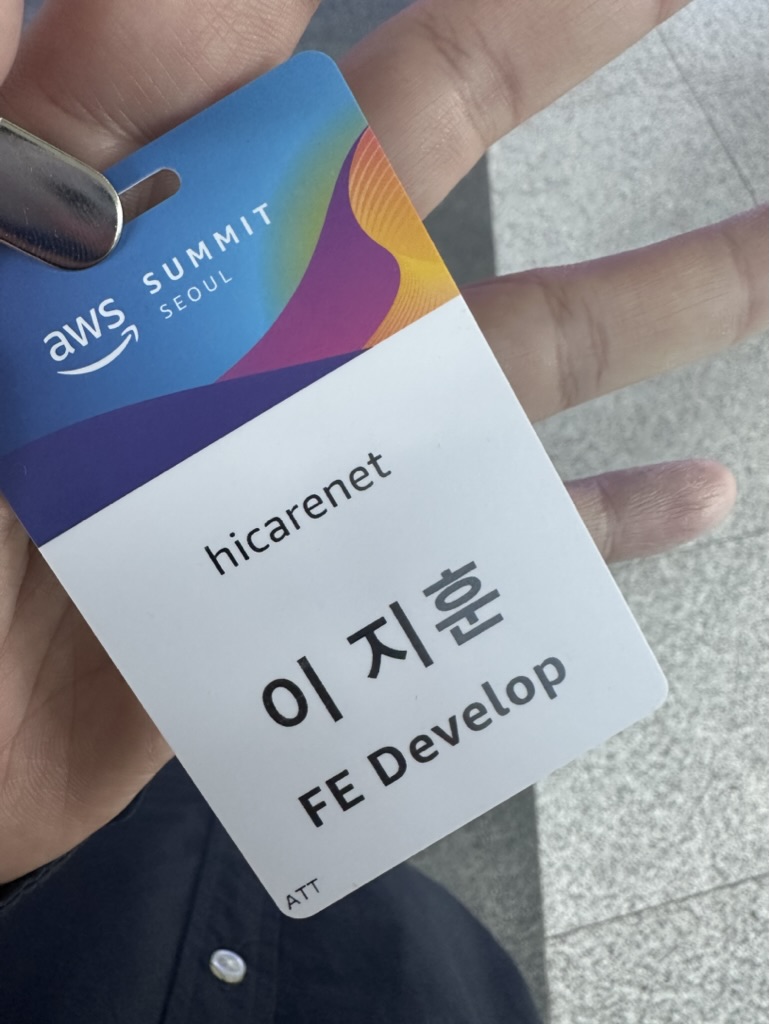 aws SUMMIT
SEOUL
hicarenet
이 지훈
FE Develop
ATT